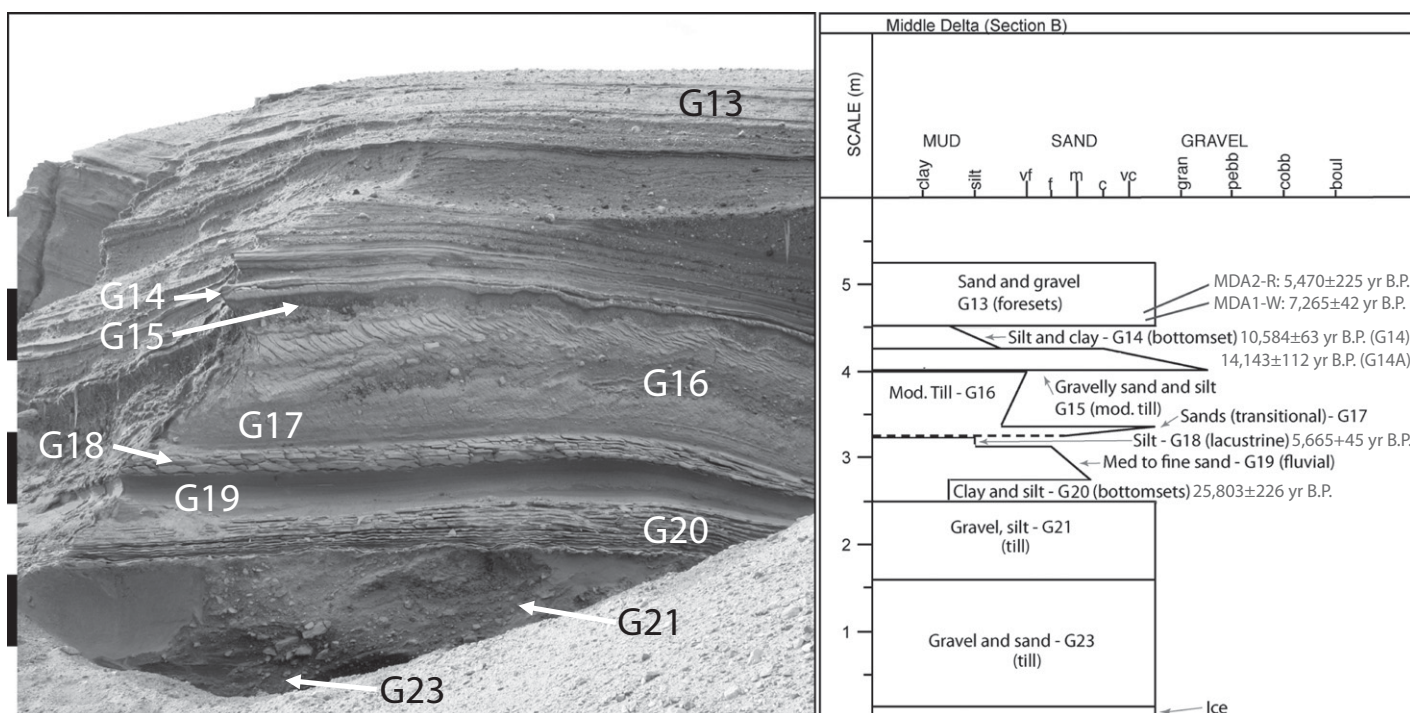 G13
G14
G15
G16
G17
G18
G19
G20
G21
G23
Middle Delta (Section B)
SCALE (m)
MUD
SAND
GRAVEL
clay
silt
vf
f
m
c
vc
gran
pebb
cobb
boul
5
4
3
2
1
Sand and gravel
G13 (foresets)
MDA2-R: 5,470±225 yr B.P.
MDA1-W: 7,265±42 yr B.P.
Silt and clay - G14 (bottomset) 10,584±63 yr B.P. (G14)
14,143±112 yr B.P. (G14A)
Mod. Till - G16
Gravelly sand and silt
G15 (mod. till)
Sands (transitional) - G17
Silt - G18 (lacustrine) 5,665+45 yr B.P.
Med to fine sand - G19 (fluvial)
Clay and silt - G20 (bottomsets) 25,803±226 yr B.P.
Gravel, silt - G21
(till)
Gravel and sand - G23
(till)
Ice